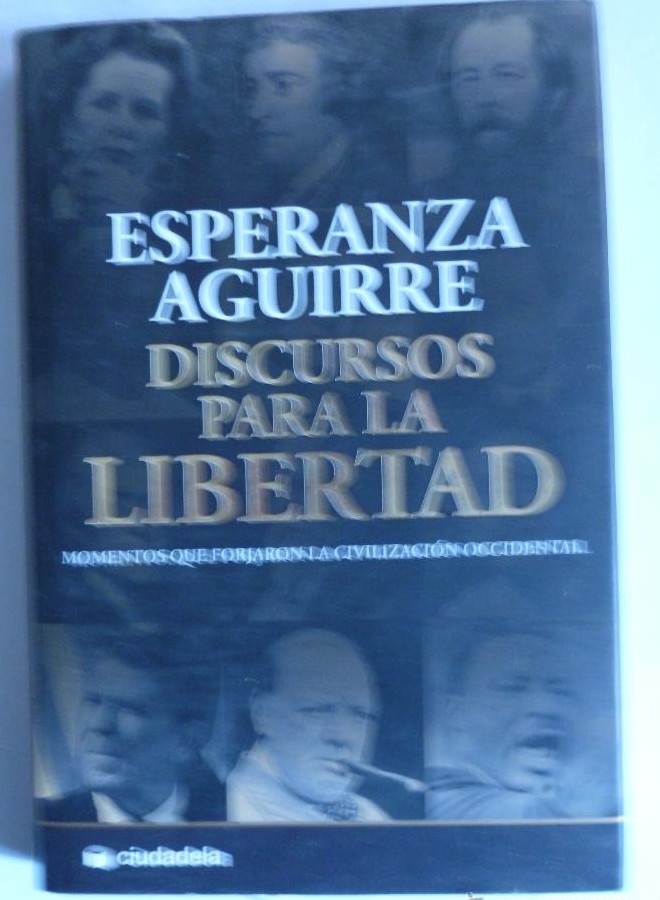 ESPERANZA
AGUIRRE
DISCURSOS
PARA LA
LIBERTAD
MOMENTOS QUE FORJARON LA CIVILIZACIÓN OCCIDENTAL
ciudadela